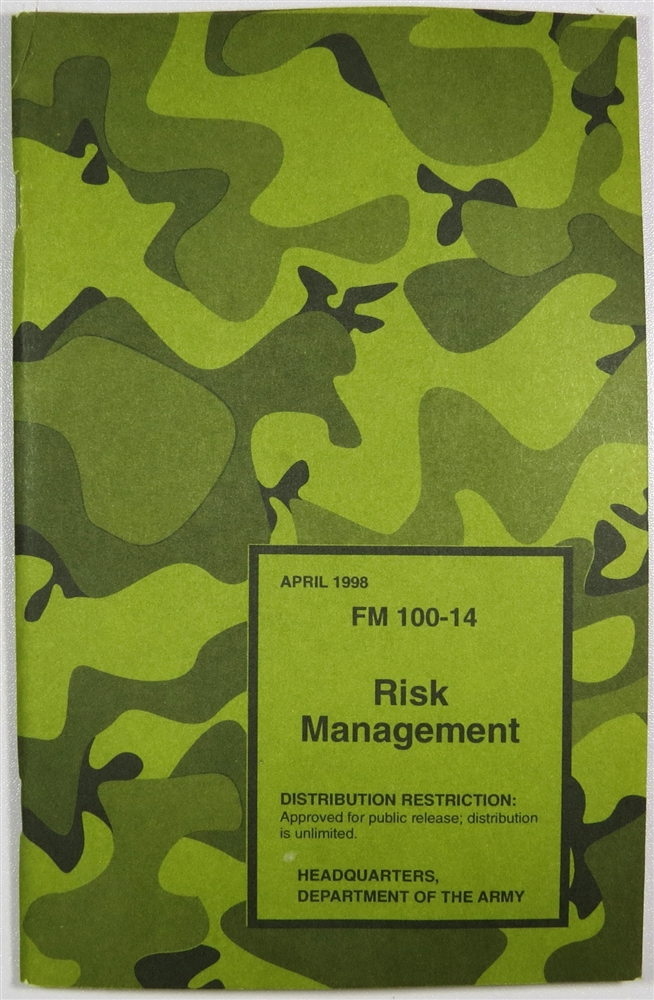 APRIL 1998
FM 100-14
Risk
Management
DISTRIBUTION RESTRICTION:
Approved for public release; distribution
is unlimited.
HEADQUARTERS,
DEPARTMENT OF THE ARMY